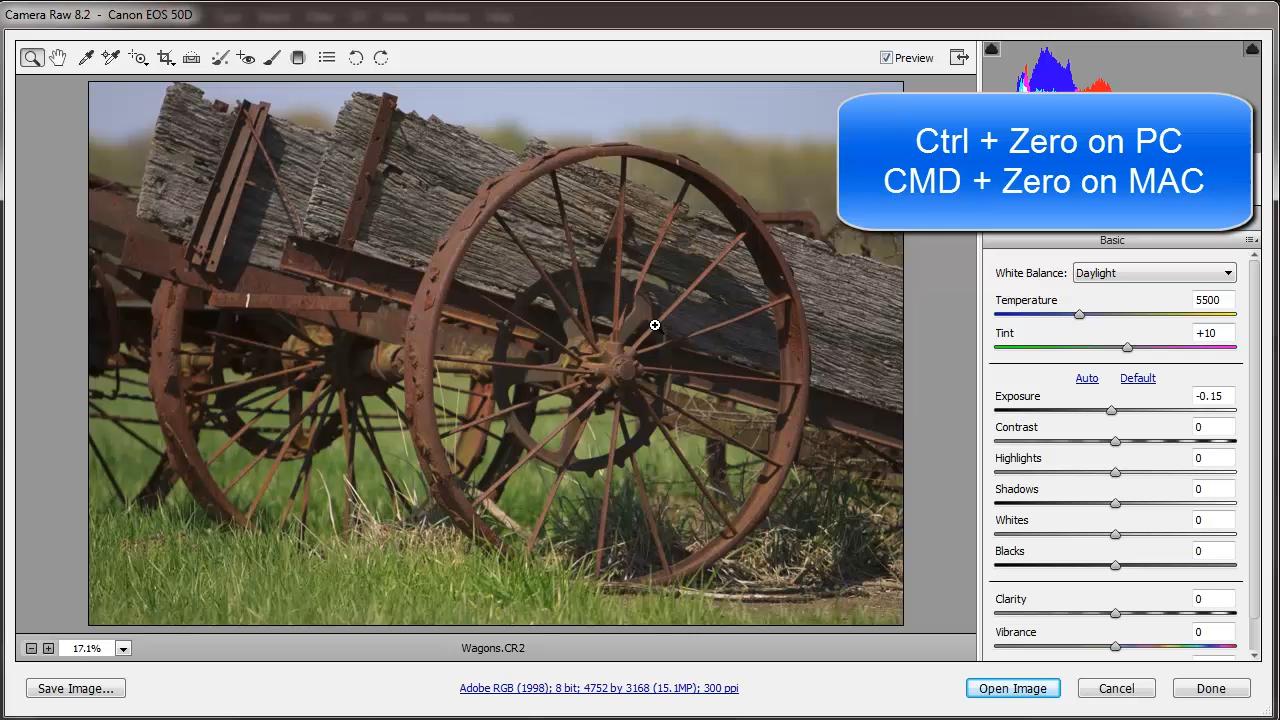 Camera Raw 8.2 - Canon EOS 50D
Preview
Ctrl + Zero on PC
CMD + Zero on MAC
Basic
White Balance: Daylight
Temperature 5500
Tint +10
Auto Default
Exposure -0.15
Contrast 0
Highlights 0
Shadows 0
Whites 0
Blacks 0
Clarity 0
Vibrance 0
17.1% Wagons.CR2
Save Image... Adobe RGB (1998); 8 bit; 4752 by 3168 (15.1MP); 300 ppi Open Image Cancel Done